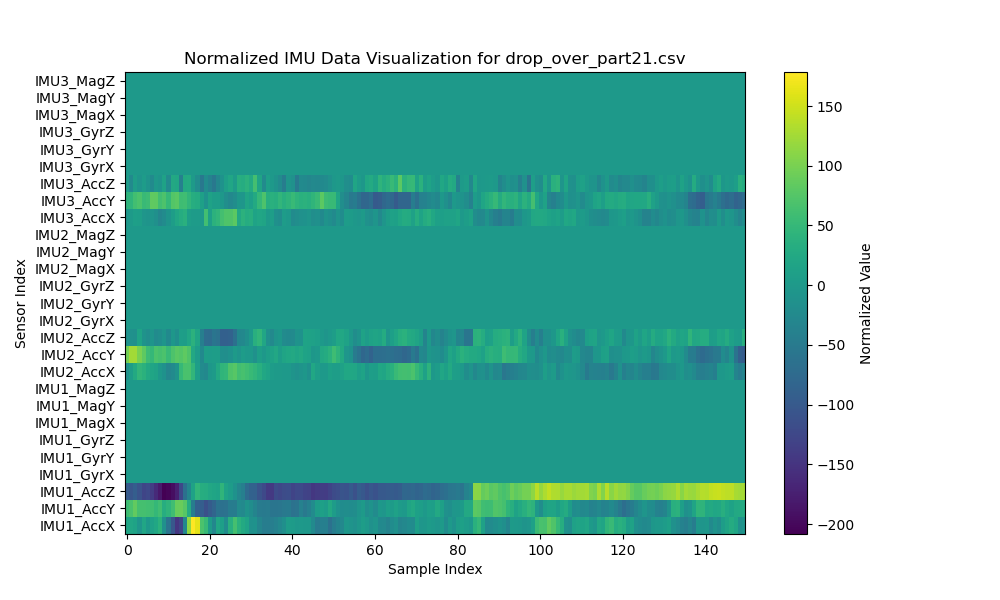 Normalized IMU Data Visualization for drop_over_part21.csv
IMU3_MagZ
IMU3_MagY
IMU3_MagX
IMU3_GyrZ
IMU3_GyrY
IMU3_GyrX
IMU3_AccZ
IMU3_AccY
IMU3_AccX
IMU2_MagZ
IMU2_MagY
IMU2_MagX
IMU2_GyrZ
IMU2_GyrY
IMU2_GyrX
IMU2_AccZ
IMU2_AccY
IMU2_AccX
IMU1_MagZ
IMU1_MagY
IMU1_MagX
IMU1_GyrZ
IMU1_GyrY
IMU1_GyrX
IMU1_AccZ
IMU1_AccY
IMU1_AccX
Sensor Index
0 20 40 60 80 100 120 140
Sample Index
150
100
50
0
−50
−100
−150
−200
Normalized Value